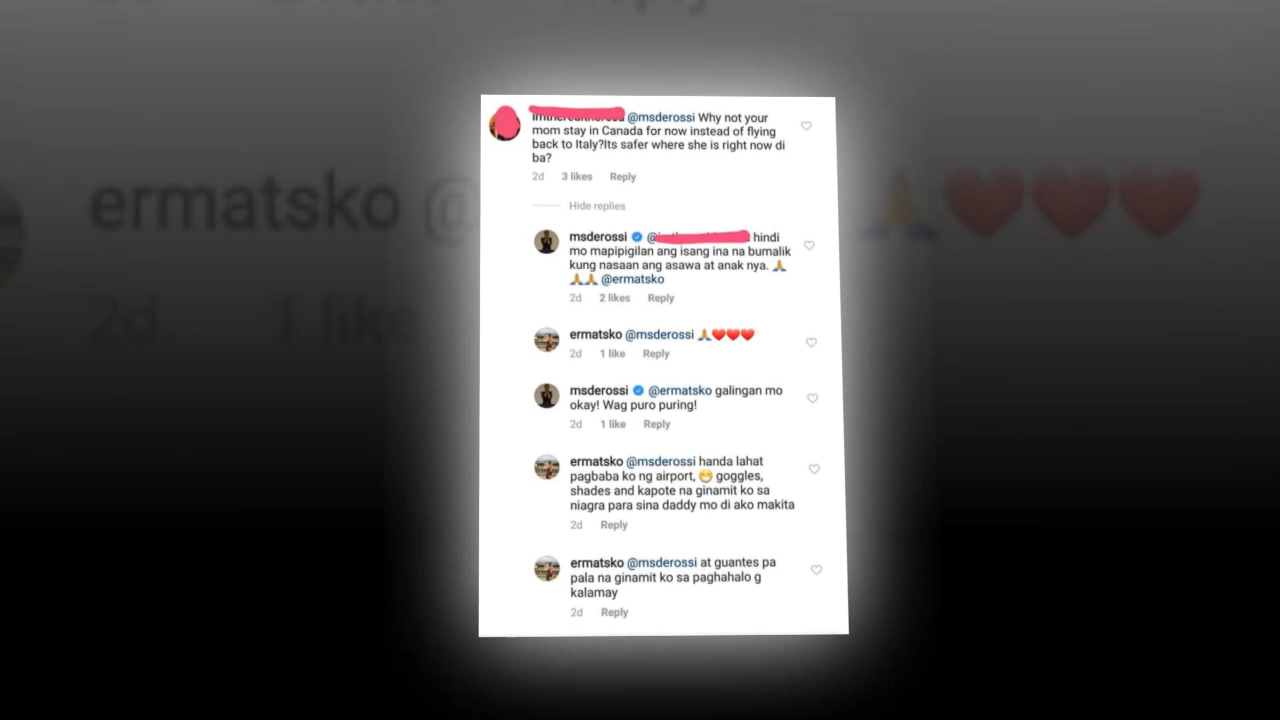 @msderossi Why not your
mom stay in Canada for now instead of flying
back to Italy?Its safer where she is right now di
ba?
2d 3 likes Reply
Hide replies
msderossi @ hindi
mo mapipigilan ang isang ina na bumalik
kung nasaan ang asawa at anak nya. 🙏
🙏🙏 @ermatsko
2d 2 likes Reply
ermatsko @msderossi 🙏❤️❤️❤️
2d 1 like Reply
msderossi @ermatsko galingan mo
okay! Wag puro puring!
2d 1 like Reply
ermatsko @msderossi handa lahat
pagbaba ko ng airport, 😁 goggles,
shades and kapote na ginamit ko sa
niagra para sina daddy mo di ako makita
2d Reply
ermatsko @msderossi at guantes pa
pala na ginamit ko sa paghahalo g
kalamay
2d Reply
ermatsko @ 🙏❤️❤️❤️
2d 1 like